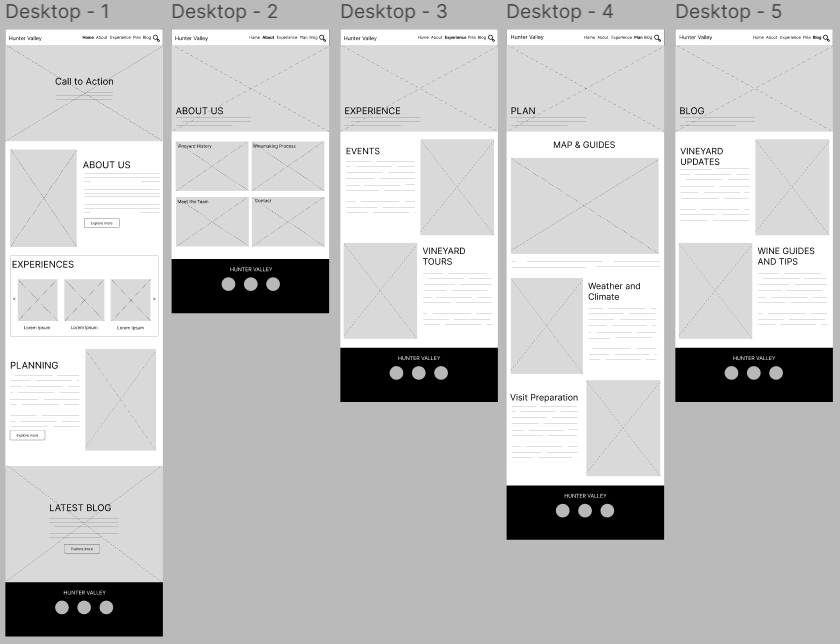 Desktop - 1
Hunter Valley
Home About Experience Plan Blog
Call to Action
ABOUT US
Explore more
EXPERIENCES
<
>
Lorem Ipsum
Lorem Ipsum
Lorem Ipsum
PLANNING
Explore more
LATEST BLOG
Explore more
HUNTER VALLEY
Desktop - 2
Hunter Valley
Home About Experience Plan Blog
ABOUT US
Vineyard History
Winemaking Process
Meet the Team
Contact
HUNTER VALLEY
Desktop - 3
Hunter Valley
Home About Experience Plan Blog
EXPERIENCE
EVENTS
VINEYARD
TOURS
HUNTER VALLEY
Desktop - 4
Hunter Valley
Home About Experience Plan Blog
PLAN
MAP & GUIDES
Weather and
Climate
Visit Preparation
HUNTER VALLEY
Desktop - 5
Hunter Valley
Home About Experience Plan Blog
BLOG
VINEYARD
UPDATES
WINE GUIDES
AND TIPS
HUNTER VALLEY